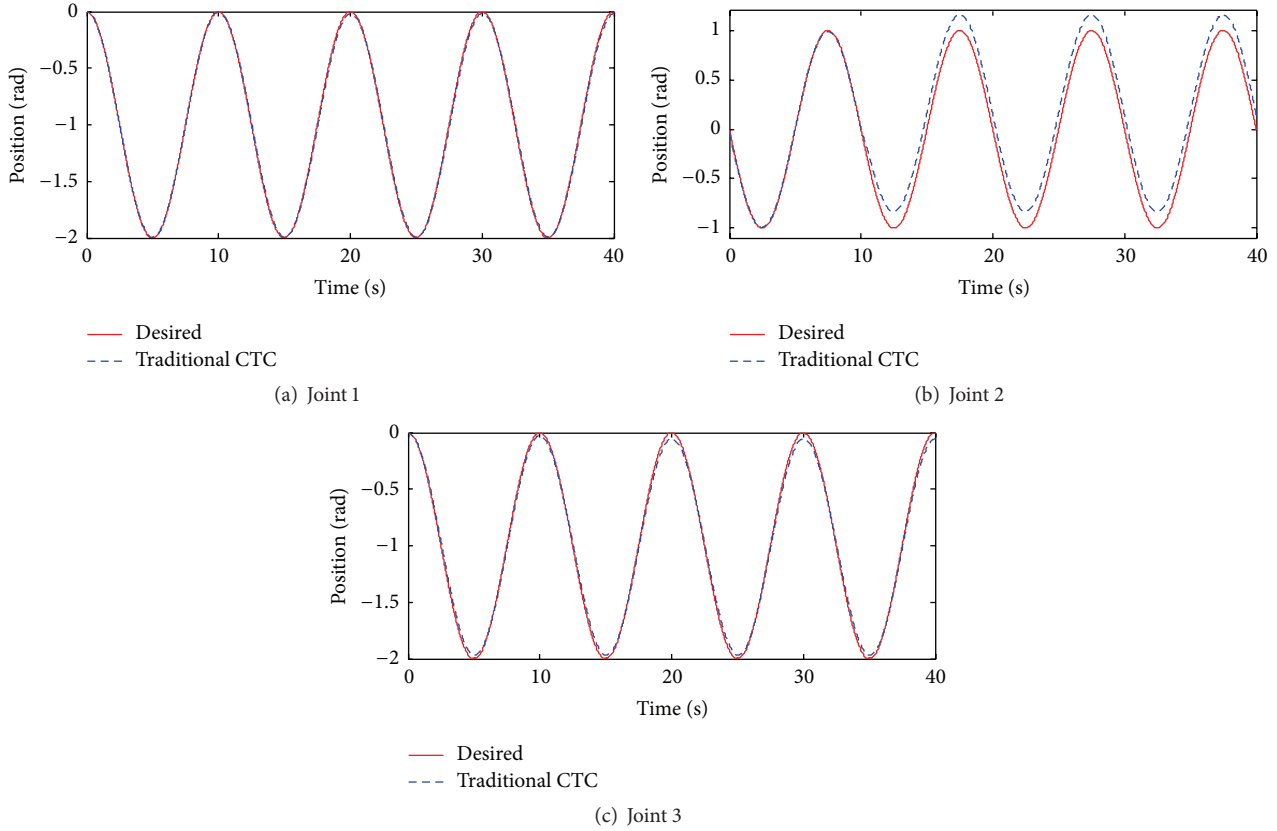 0
−0.5
−1
−1.5
−2
Position (rad)
0 10 20 30 40
Time (s)
Desired
Traditional CTC
(a) Joint 1
1
0.5
0
−0.5
−1
Position (rad)
0 10 20 30 40
Time (s)
Desired
Traditional CTC
(b) Joint 2
0
−0.5
−1
−1.5
−2
Position (rad)
0 10 20 30 40
Time (s)
Desired
Traditional CTC
(c) Joint 3